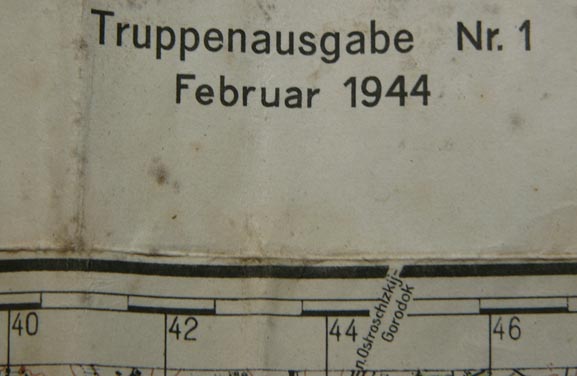 Truppenausgabe Nr. 1
Februar 1944
40
42
44
n. Ostroschizkij-
Gorodok
46